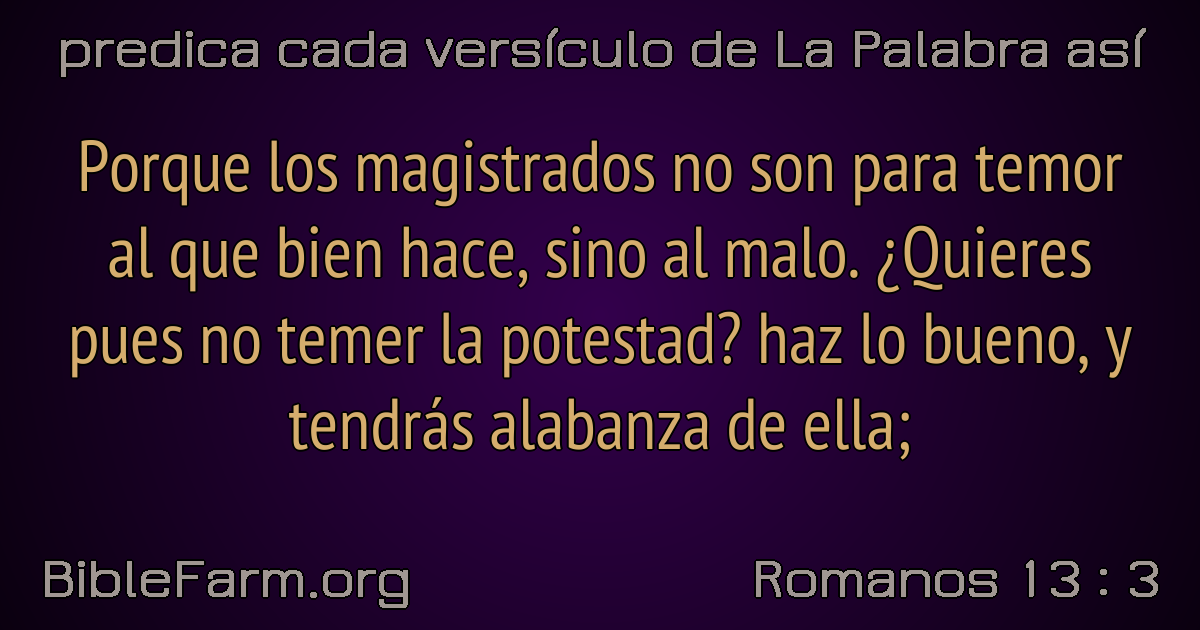 predica cada versículo de La Palabra así
Porque los magistrados no son para temor
al que bien hace, sino al malo. ¿Quieres
pues no temer la potestad? haz lo bueno, y
tendrás alabanza de ella;
BibleFarm.org
Romanos 13 : 3